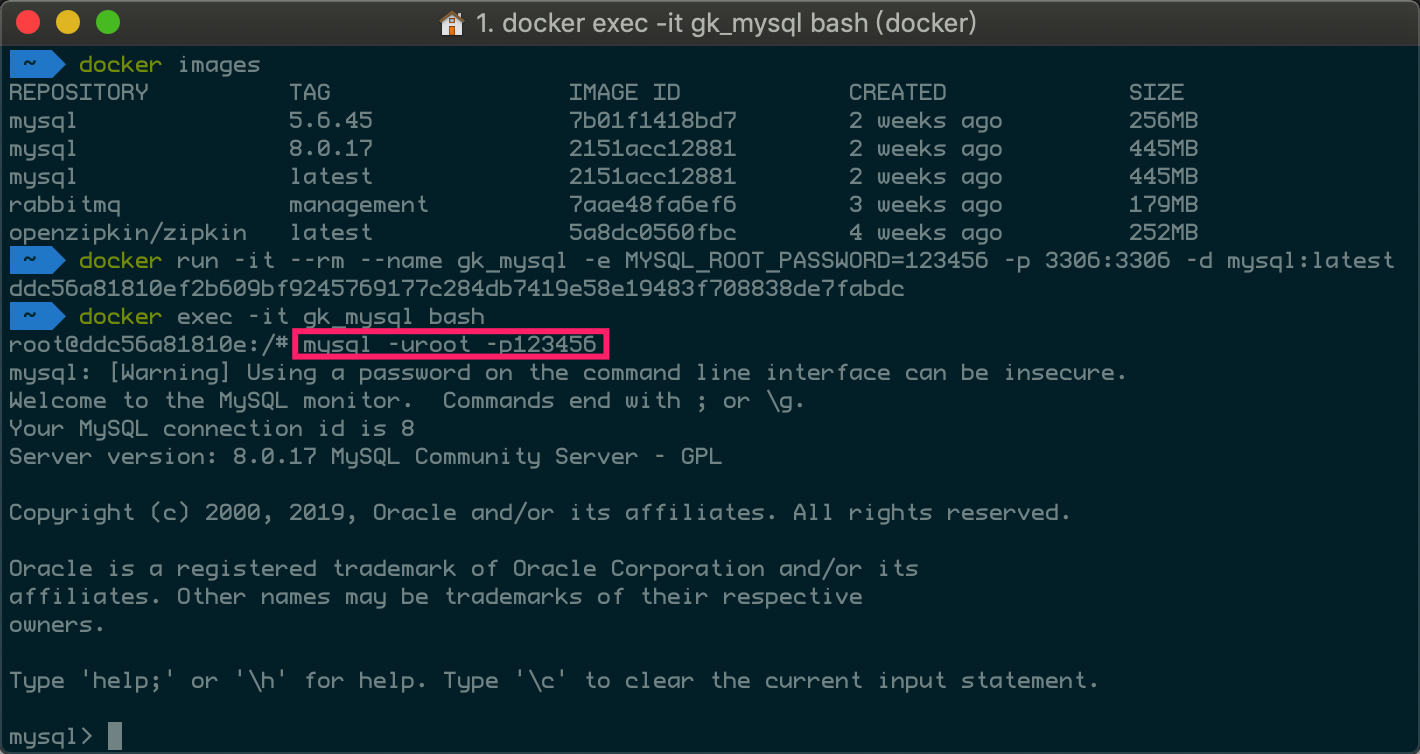 1. docker exec -it gk_mysql bash (docker)
~ docker images
REPOSITORY TAG IMAGE ID CREATED SIZE
mysql 5.6.45 7b01f1418bd7 2 weeks ago 256MB
mysql 8.0.17 2151acc12881 2 weeks ago 445MB
mysql latest 2151acc12881 2 weeks ago 445MB
rabbitmq management 7aae48fa6ef6 3 weeks ago 179MB
openzipkin/zipkin latest 5a8dc0560fbc 4 weeks ago 252MB
~ docker run -it --rm --name gk_mysql -e MYSQL_ROOT_PASSWORD=123456 -p 3306:3306 -d mysql:latest
ddc56a81810ef2b609bf9245769177c284db7419e58e19483f708838de7fabdc
~ docker exec -it gk_mysql bash
root@ddc56a81810e:/# mysql -uroot -p123456
mysql: [Warning] Using a password on the command line interface can be insecure.
Welcome to the MySQL monitor.  Commands end with ; or \g.
Your MySQL connection id is 8
Server version: 8.0.17 MySQL Community Server - GPL
Copyright (c) 2000, 2019, Oracle and/or its affiliates. All rights reserved.
Oracle is a registered trademark of Oracle Corporation and/or its
affiliates. Other names may be trademarks of their respective
owners.
Type 'help;' or '\h' for help. Type '\c' to clear the current input statement.
mysql>